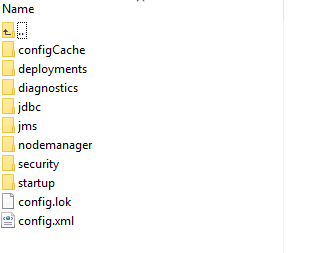 Name
..
configCache
deployments
diagnostics
jdbc
jms
nodemanager
security
startup
config.lok
config.xml